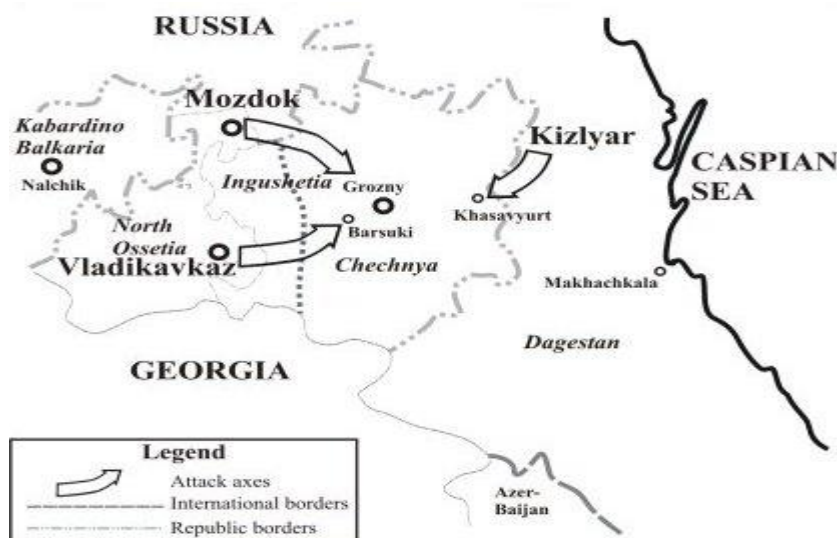 RUSSIA
Mozdok
Kabardino
Balkaria
Nalchik
Kizlyar
CASPIAN
SEA
Ingushetia
Grozny
Khasavyurt
North
Ossetia
Barsuki
Vladikavkaz
Chechnya
Makhachkala
Dagestan
GEORGIA
Legend
Attack axes
International borders
Republic borders
Azer-
Baijan